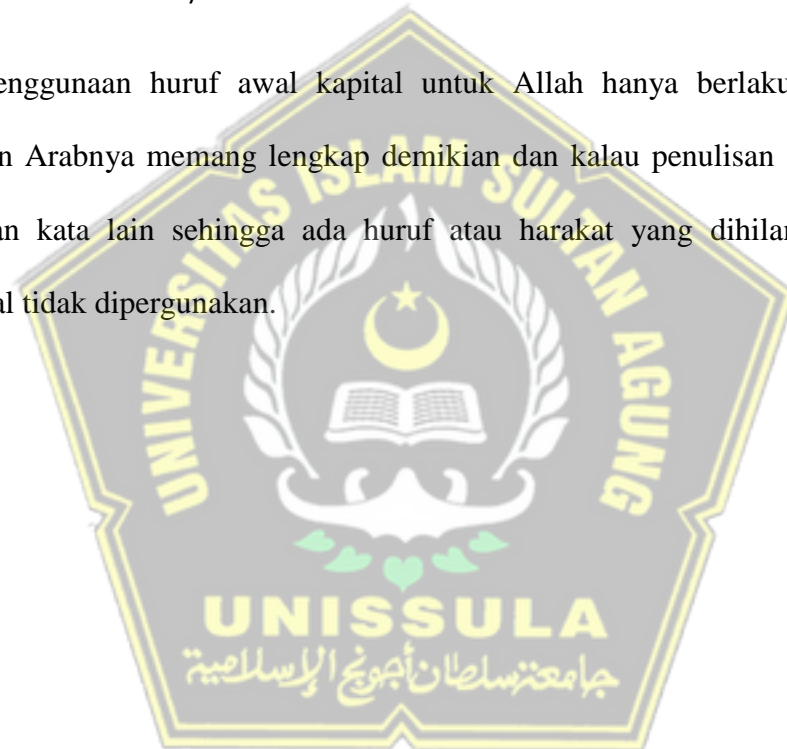 enggunaan huruf awal kapital untuk Allah hanya berlaku
n Arabnya memang lengkap demikian dan kalau penulisan
an kata lain sehingga ada huruf atau harakat yang dihilan
al tidak dipergunakan.
UNIVERSITAS ISLAM SULTAN AGUNG
UNISSULA
جامعة سلطان أجونج الإسلامية